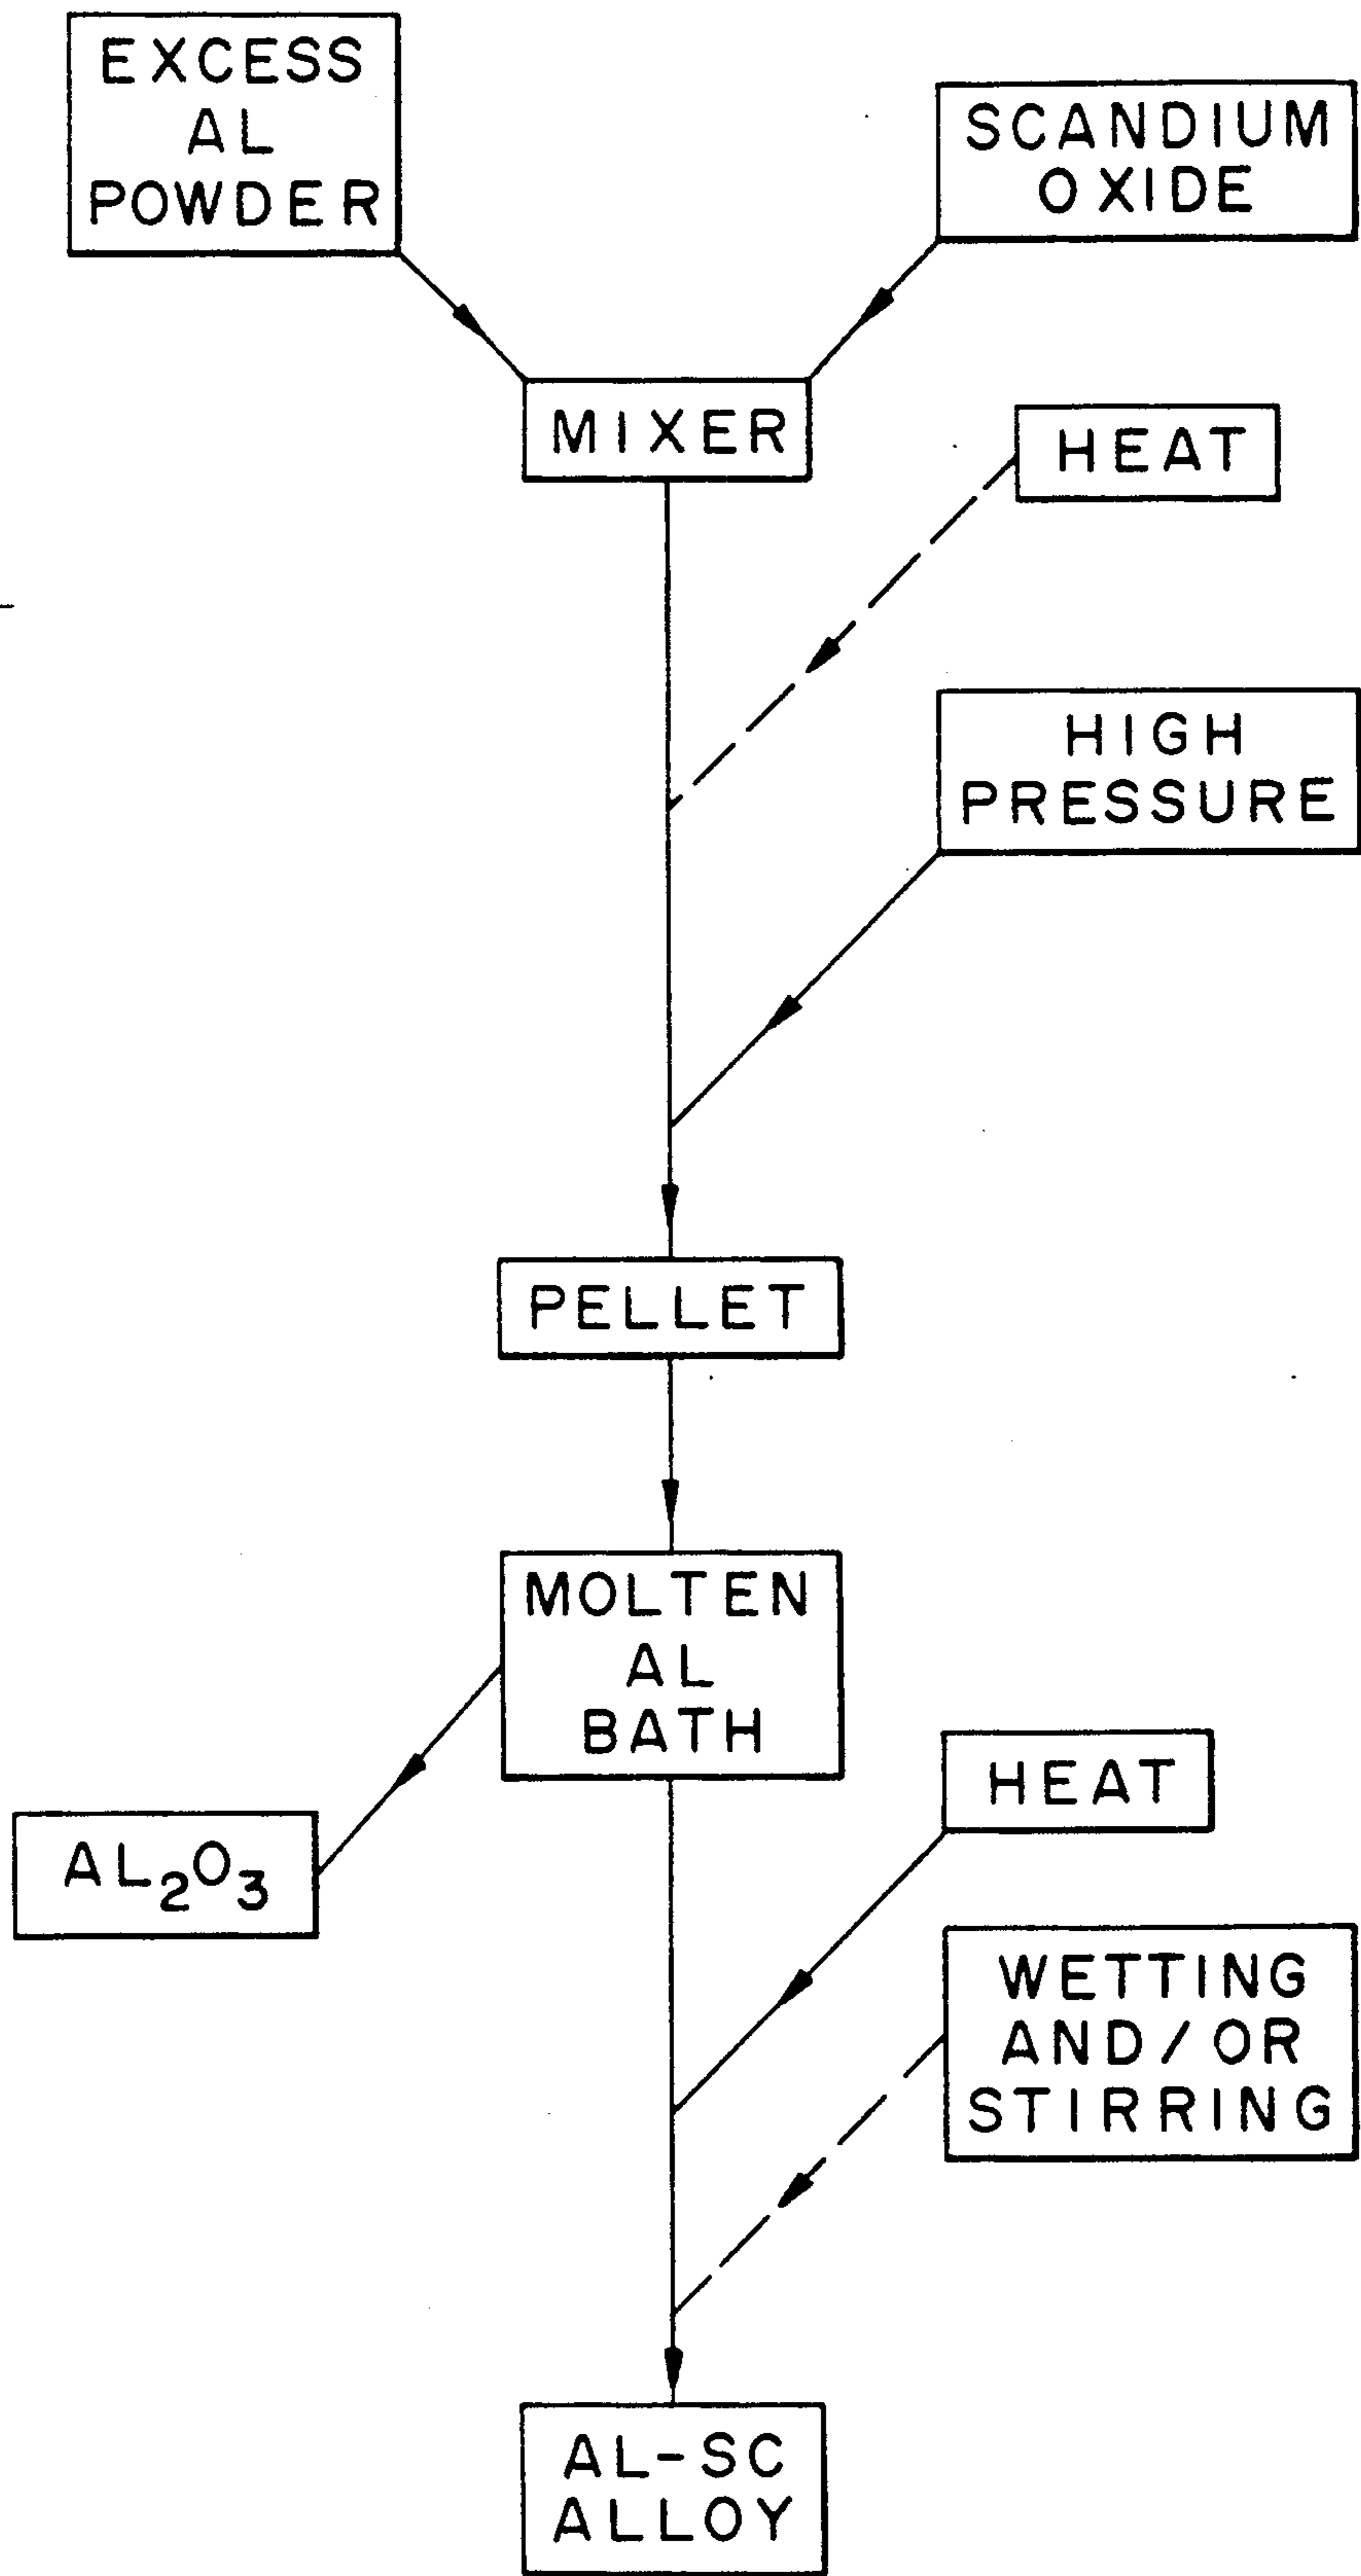 EXCESS
AL
POWDER
SCANDIUM
OXIDE
MIXER
HEAT
HIGH
PRESSURE
PELLET
MOLTEN
AL
BATH
HEAT
AL₂O₃
WETTING
AND/OR
STIRRING
AL-SC
ALLOY